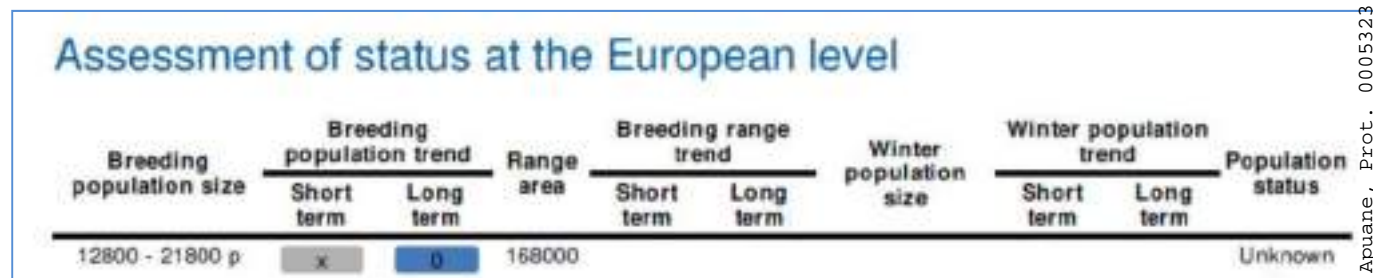 Assessment of status at the European level
Breeding population size
Breeding population trend
Short term
Long term
Range area
Breeding range trend
Short term
Long term
Winter population size
Winter population trend
Short term
Long term
Population status
12800 - 21800 p x 0 168000 Unknown
Apuane, Prot. 0005323